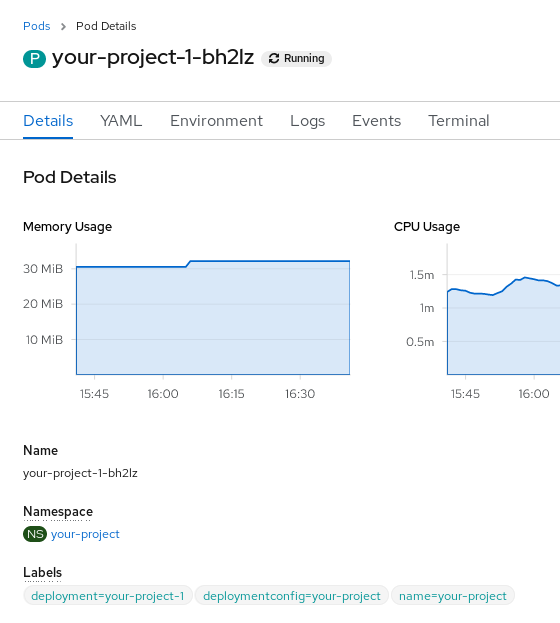 Pods > Pod Details
P your-project-1-bh2lz Running
Details YAML Environment Logs Events Terminal
Pod Details
Memory Usage CPU Usage
30 MiB
20 MiB
10 MiB
1.5m
1m
0.5m
15:45 16:00 16:15 16:30 15:45 16:00
Name
your-project-1-bh2lz
Namespace
NS your-project
Labels
deployment=your-project-1 deploymentconfig=your-project name=your-project